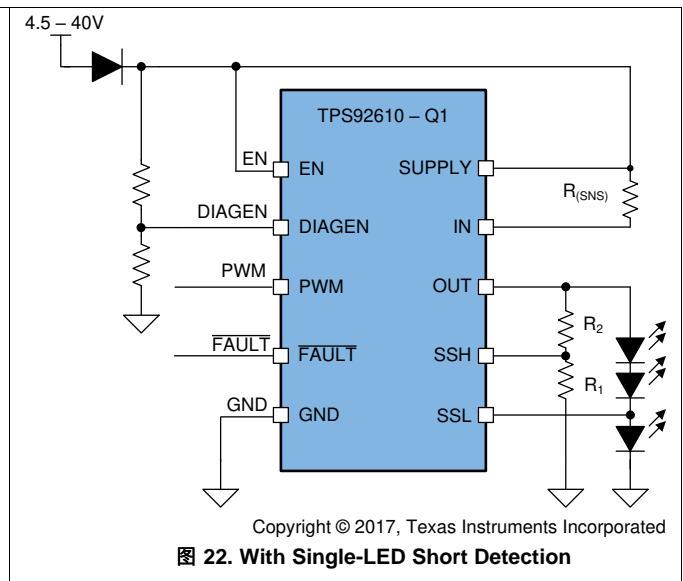 4.5 – 40V
TPS92610 – Q1
EN
EN
SUPPLY
R(SNS)
DIAGEN
DIAGEN
IN
PWM
PWM
OUT
R2
FAULT
FAULT
SSH
R1
GND
GND
SSL
Copyright © 2017, Texas Instruments Incorporated
图 22. With Single-LED Short Detection